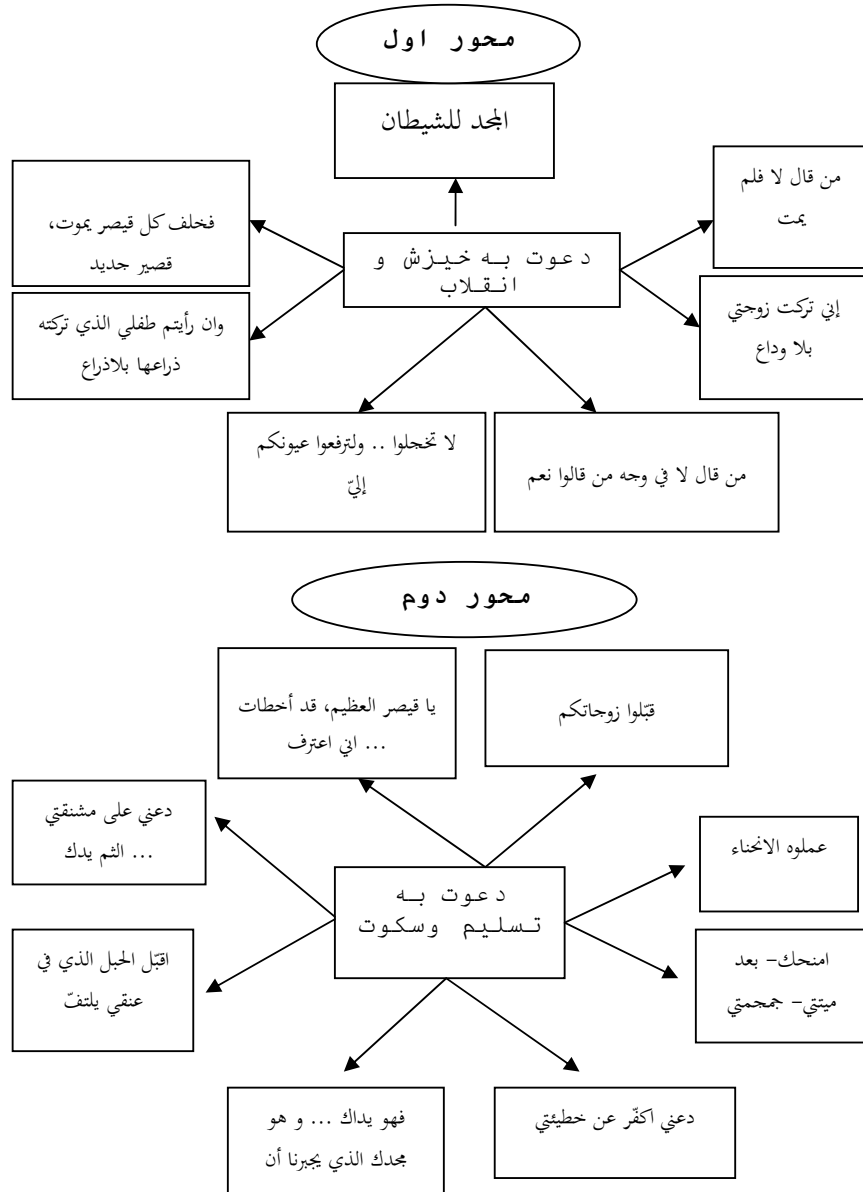 محور اول
المجد للشيطان
من قال لا فلم
يمت
فخلف كل قيصر يموت،
قصير جديد
دعوت به خيزش و
انقلاب
إني تركت زوجتي
بلا وداع
وان رأيتم طفلي الذي تركته
ذراعها بلاذراع
لا تخجلوا .. ولترفعوا عيونكم
إليّ
من قال لا في وجه من قالوا نعم
محور دوم
قبّلوا زوجاتكم
يا قيصر العظيم، قد أخطات
... اني اعترف
دعني على مشنقتي
... الثم يدك
عملوه الانحناء
دعوت به
تسليم وسكوت
اقبّل الحبل الذي في
عنقي يلتفّ
امنحك- بعد
ميتتي- جمجمتي
فهو يداك ... و هو
مجدك الذي يجبرنا أن
دعني اكفّر عن خطيئتي